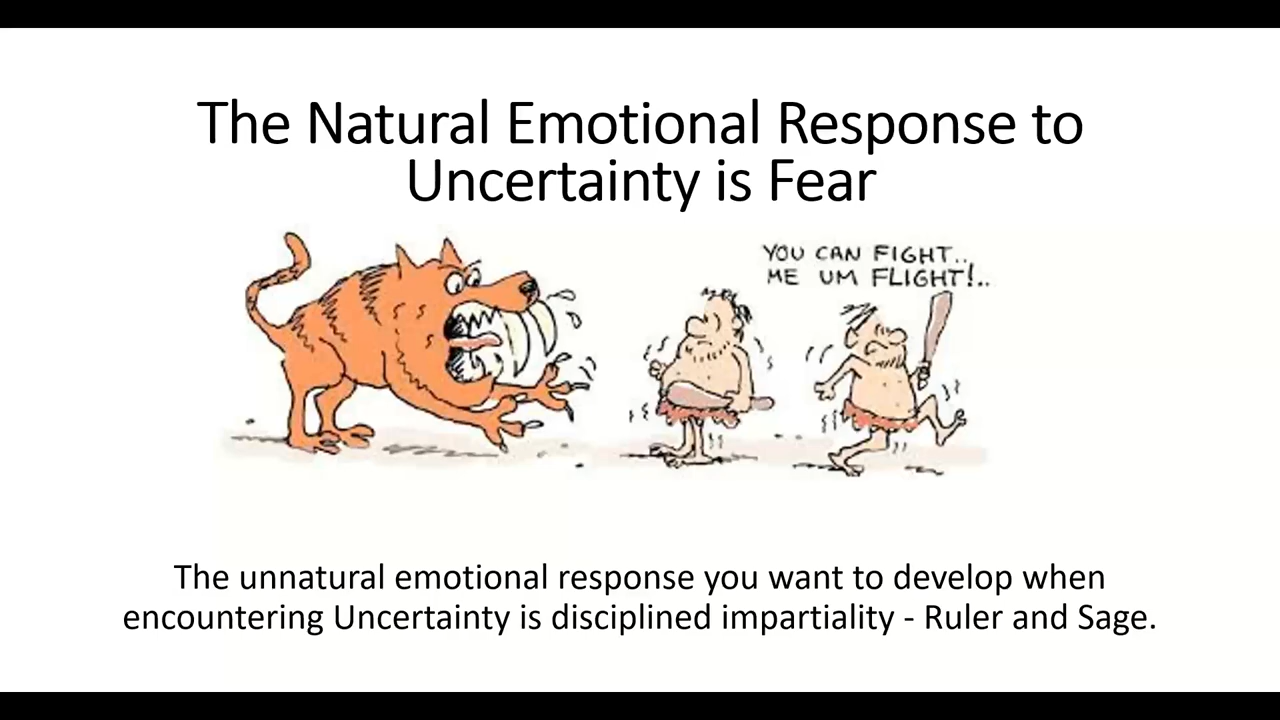 The Natural Emotional Response to
Uncertainty is Fear
YOU CAN FIGHT..
ME UM FLIGHT!..
The unnatural emotional response you want to develop when
encountering Uncertainty is disciplined impartiality - Ruler and Sage.